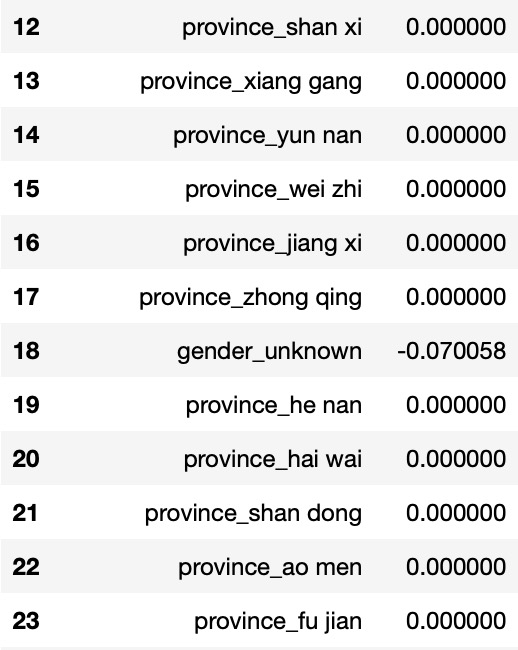 12 province_shan xi 0.000000
13 province_xiang gang 0.000000
14 province_yun nan 0.000000
15 province_wei zhi 0.000000
16 province_jiang xi 0.000000
17 province_zhong qing 0.000000
18 gender_unknown -0.070058
19 province_he nan 0.000000
20 province_hai wai 0.000000
21 province_shan dong 0.000000
22 province_ao men 0.000000
23 province_fu jian 0.000000